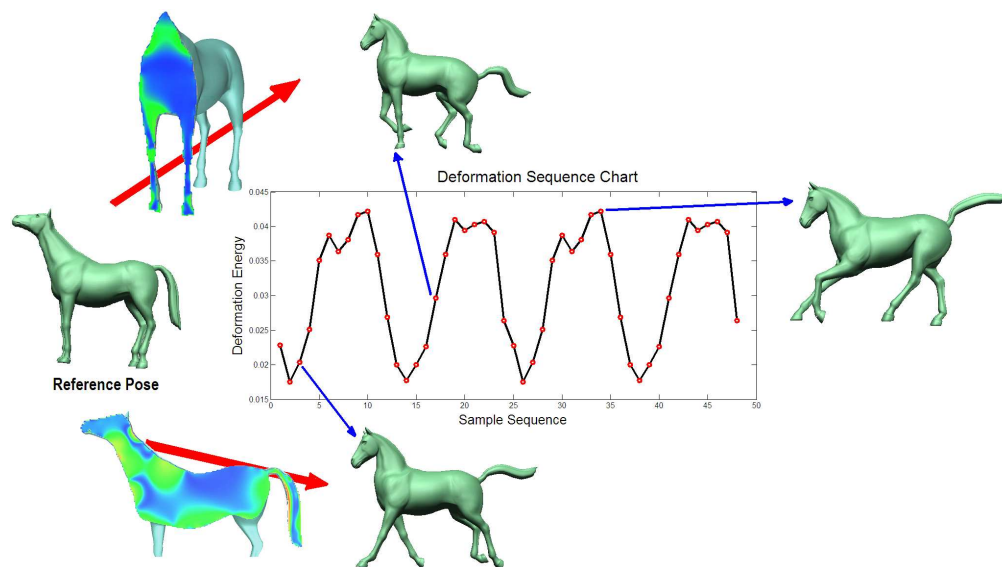 Deformation Sequence Chart
0.045
0.04
0.035
0.03
0.025
0.02
0.015
Deformation Energy
0 5 10 15 20 25 30 35 40 45 50
Sample Sequence
Reference Pose